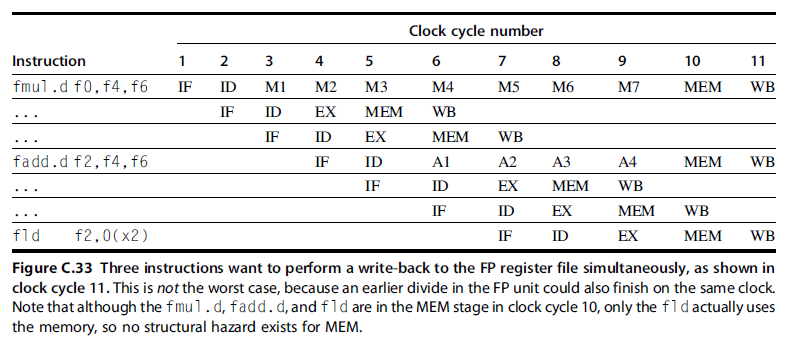 Clock cycle number
Instruction 1 2 3 4 5 6 7 8 9 10 11
fmul.d f0,f4,f6 IF ID M1 M2 M3 M4 M5 M6 M7 MEM WB
... IF ID EX MEM WB
... IF ID EX MEM WB
fadd.d f2,f4,f6 IF ID A1 A2 A3 A4 MEM WB
... IF ID EX MEM WB
... IF ID EX MEM WB
fld f2,0(x2) IF ID EX MEM WB
Figure C.33 Three instructions want to perform a write-back to the FP register file simultaneously, as shown in
clock cycle 11. This is not the worst case, because an earlier divide in the FP unit could also finish on the same clock.
Note that although the fmul.d, fadd.d, and fld are in the MEM stage in clock cycle 10, only the fld actually uses
the memory, so no structural hazard exists for MEM.